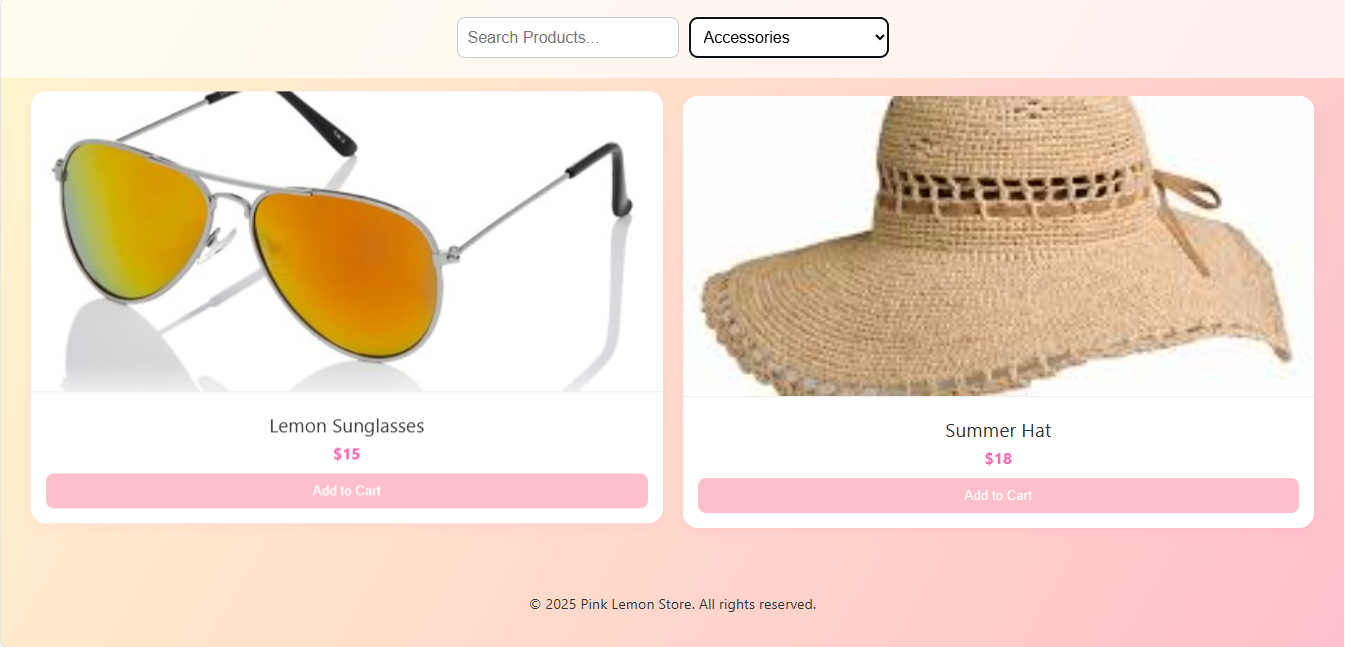 Search Products...
Accessories
Lemon Sunglasses
$15
Add to Cart
Summer Hat
$18
Add to Cart
© 2025 Pink Lemon Store. All rights reserved.